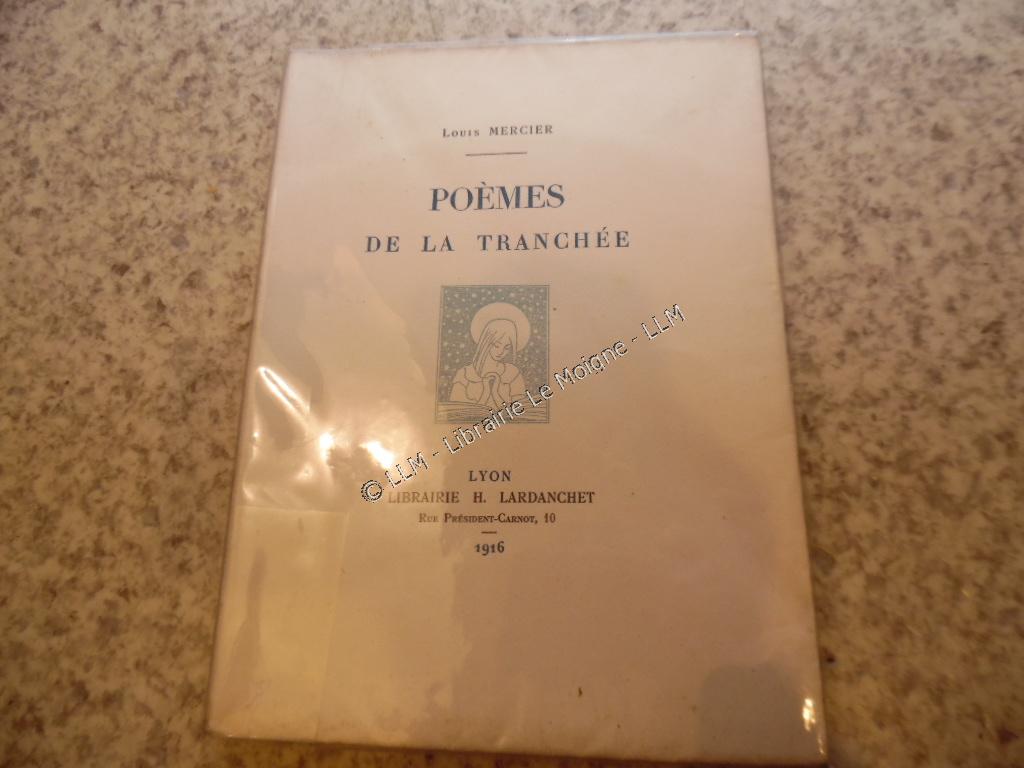 Louis MERCIER
POÈMES
DE LA TRANCHÉE
© LLM - Librairie Le Moigne - LLM
LYON
LIBRAIRIE H. LARDANCHET
Rue Président-Carnot, 10
1916